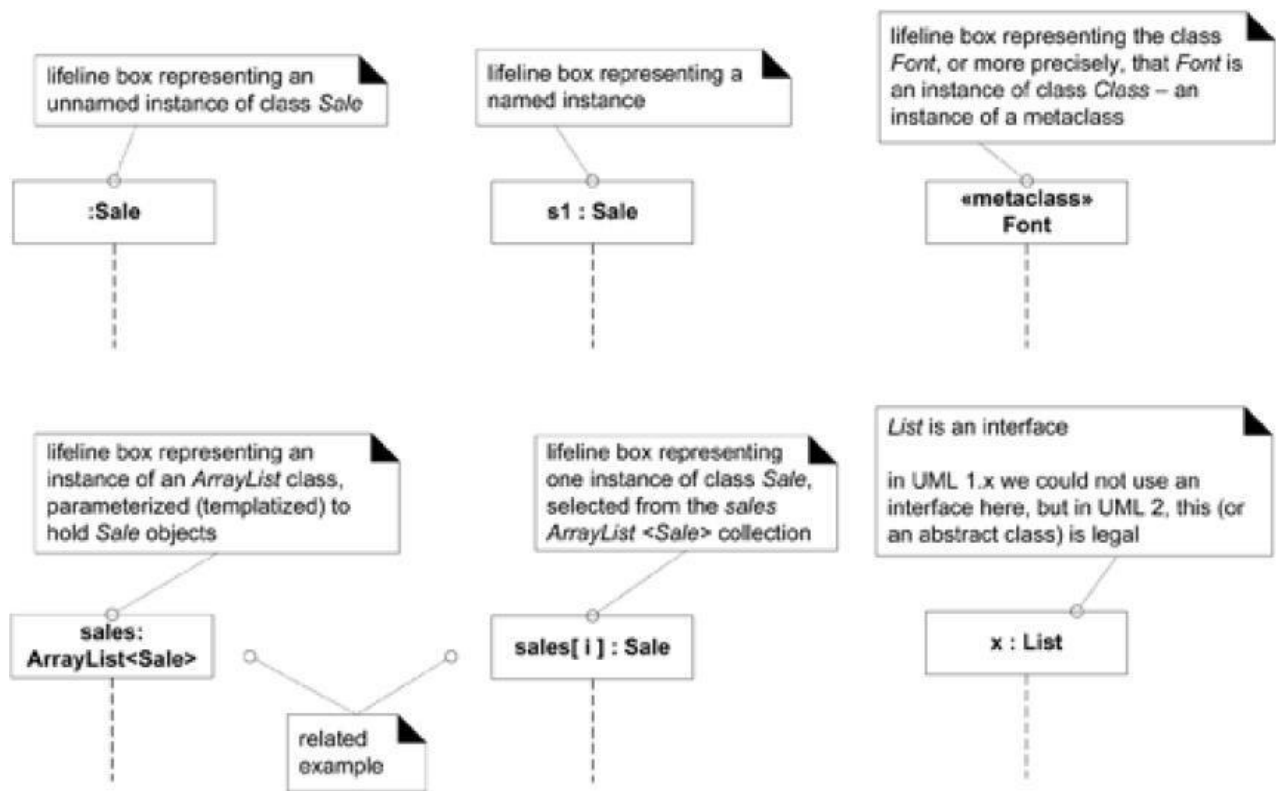 lifeline box representing an
unnamed instance of class Sale
:Sale
lifeline box representing a
named instance
s1 : Sale
lifeline box representing the class
Font, or more precisely, that Font is
an instance of class Class – an
instance of a metaclass
«metaclass»
Font
lifeline box representing an
instance of an ArrayList class,
parameterized (templatized) to
hold Sale objects
sales:
ArrayList<Sale>
related
example
lifeline box representing
one instance of class Sale,
selected from the sales
ArrayList <Sale> collection
sales[ i ] : Sale
List is an interface
in UML 1.x we could not use an
interface here, but in UML 2, this (or
an abstract class) is legal
x : List